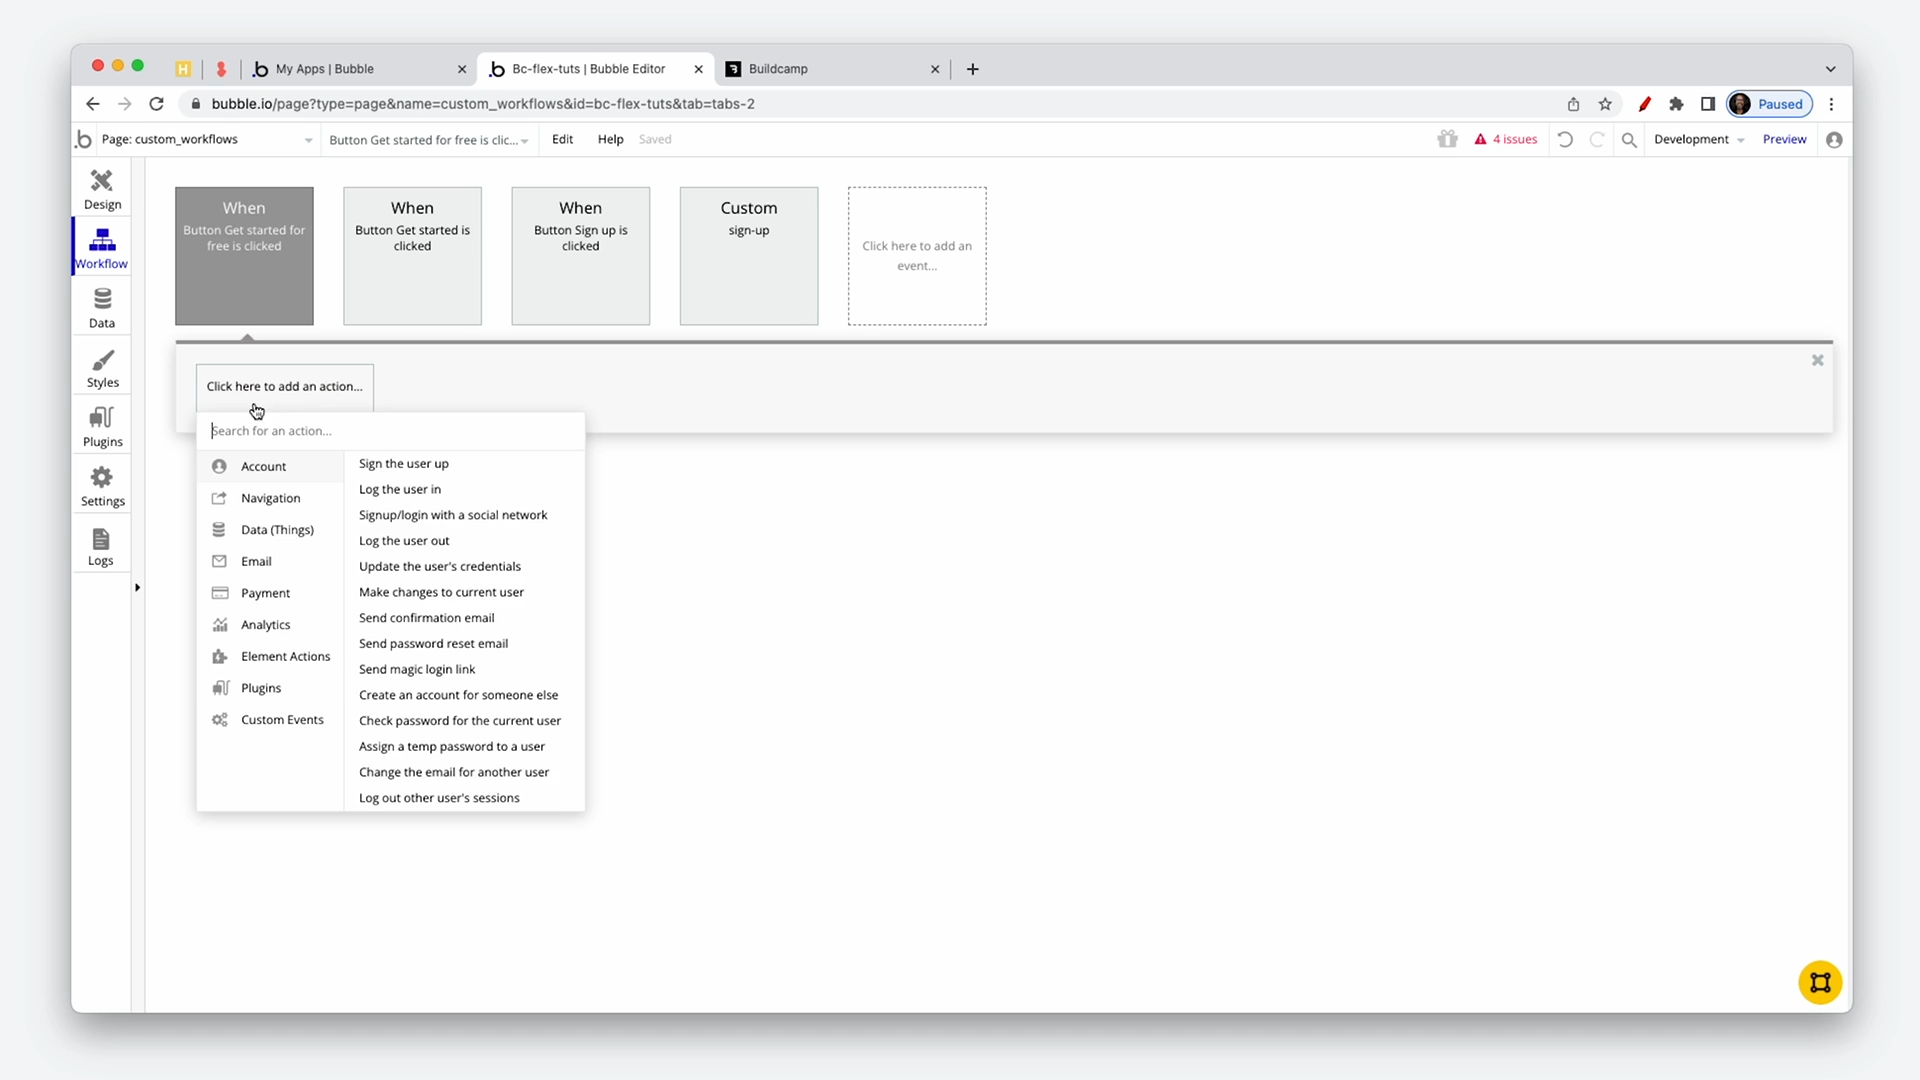 H
My Apps | Bubble
Bc-flex-tuts | Bubble Editor
Buildcamp
bubble.io/page?type=page&name=custom_workflows&id=bc-flex-tuts&tab=tabs-2
Paused
Page: custom_workflows
Button Get started for free is clic...
Edit
Help
Saved
4 issues
Development
Preview
Design
Workflow
Data
Styles
Plugins
Settings
Logs
When
Button Get started for
free is clicked
When
Button Get started is
clicked
When
Button Sign up is
clicked
Custom
sign-up
Click here to add an
event...
Click here to add an action...
Search for an action...
Account
Navigation
Data (Things)
Email
Payment
Analytics
Element Actions
Plugins
Custom Events
Sign the user up
Log the user in
Signup/login with a social network
Log the user out
Update the user's credentials
Make changes to current user
Send confirmation email
Send password reset email
Send magic login link
Create an account for someone else
Check password for the current user
Assign a temp password to a user
Change the email for another user
Log out other user's sessions